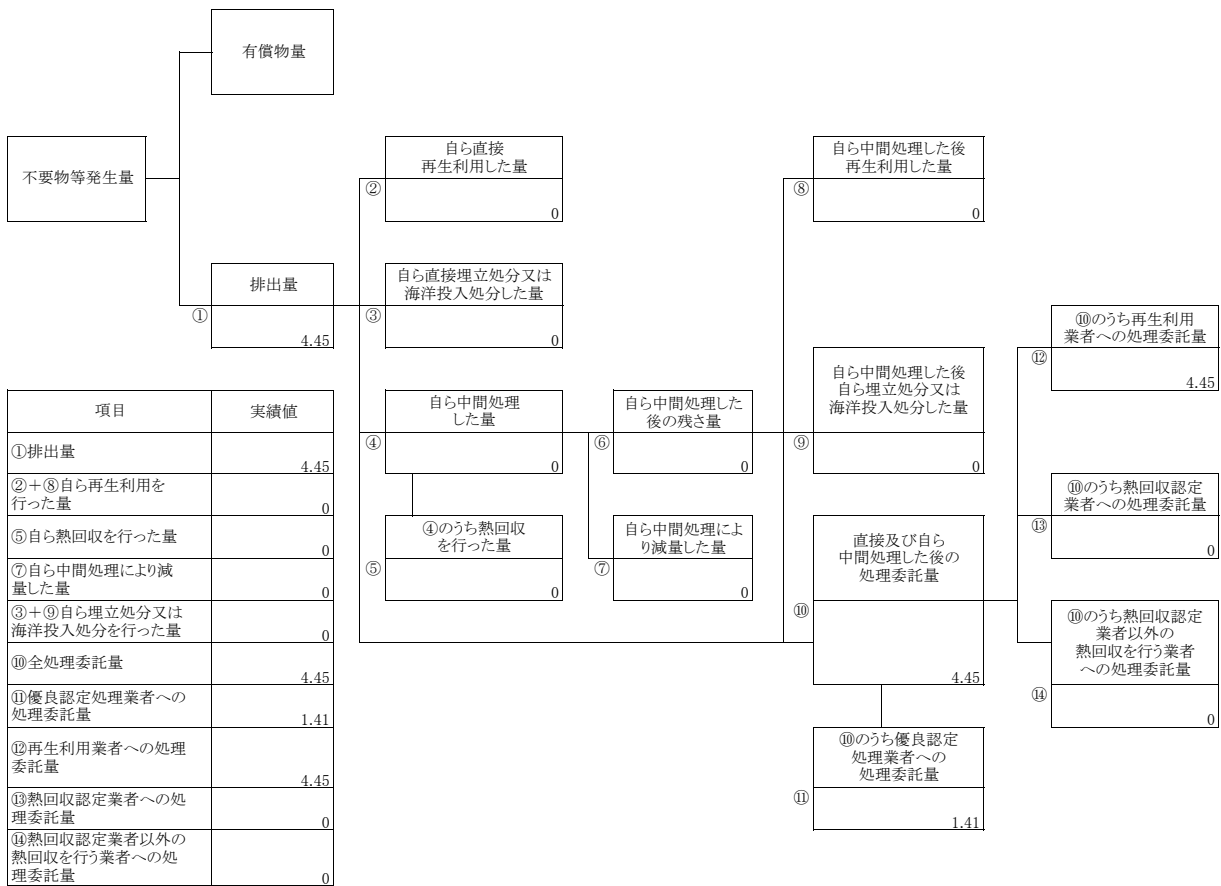 有償物量
不要物等発生量
自ら直接
再生利用した量
②
0
自ら中間処理した後
再生利用した量
⑧
0
排出量
①
4.45
自ら直接埋立処分又は
海洋投入処分した量
③
0
⑩のうち再生利用
業者への処理委託量
⑫
4.45
自ら中間処理
した量
④
0
自ら中間処理した
後の残さ量
⑥
0
自ら中間処理した後
自ら埋立処分又は
海洋投入処分した量
⑨
0
④のうち熱回収
を行った量
⑤
0
自ら中間処理によ
り減量した量
⑦
0
直接及び自ら
中間処理した後の
処理委託量
⑩
4.45
⑩のうち熱回収認定
業者への処理委託量
⑬
0
⑩のうち熱回収認定
業者以外の
熱回収を行う業者
への処理委託量
⑭
0
⑩のうち優良認定
処理業者への
処理委託量
⑪
1.41
項目 実績値
①排出量
4.45
②+⑧自ら再生利用を
行った量
0
⑤自ら熱回収を行った量
0
⑦自ら中間処理により減
量した量
0
③+⑨自ら埋立処分又は
海洋投入処分を行った量
0
⑩全処理委託量
4.45
⑪優良認定処理業者への
処理委託量
1.41
⑫再生利用業者への処理
委託量
4.45
⑬熱回収認定業者への処
理委託量
0
⑭熱回収認定業者以外の
熱回収を行う業者への処
理委託量
0